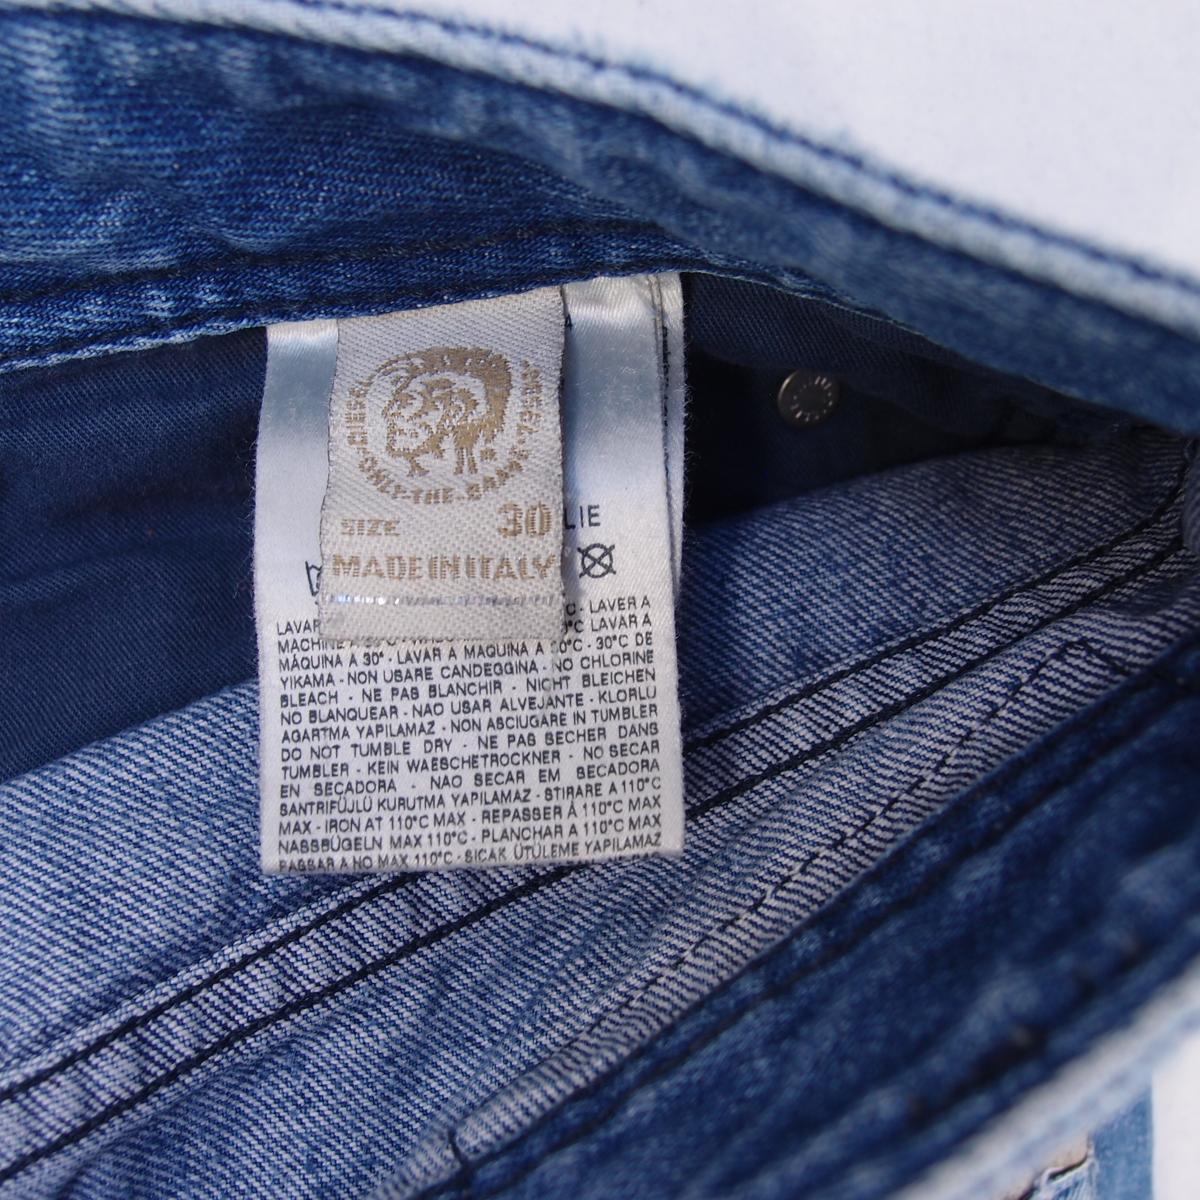 ONLY·THE·BRAVE
SIZE 30
LIE
MADE IN ITALY
LAVER A
MACHINE °C LAVAR A
MÁQUINA A 30° - LAVAR A MAQUINA A 30°C - 30°C DE
YIKAMA - NON USARE CANDEGGINA - NO CHLORINE
BLEACH - NE PAS BLANCHIR - NICHT BLEICHEN
NO BLANQUEAR - NAO USAR ALVEJANTE - KLORLU
AGARTMA YAPILAMAZ - NON ASCIUGARE IN TUMBLER
DO NOT TUMBLE DRY - NE PAS SECHER DANS
TUMBLER - KEIN WAESCHETROCKNER - NO SECAR
EN SECADORA - NAO SECAR EM SECADORA
SANTRIFÜJLÜ KURUTMA YAPILAMAZ - STIRARE A 110°C
MAX - IRON AT 110°C MAX - REPASSER À 110°C MAX
NASSBÜGELN MAX 110°C - PLANCHAR A 110°C MAX
PASSAR A NO MAX 110°C - SICAK ÜTÜLEME YAPILAMAZ